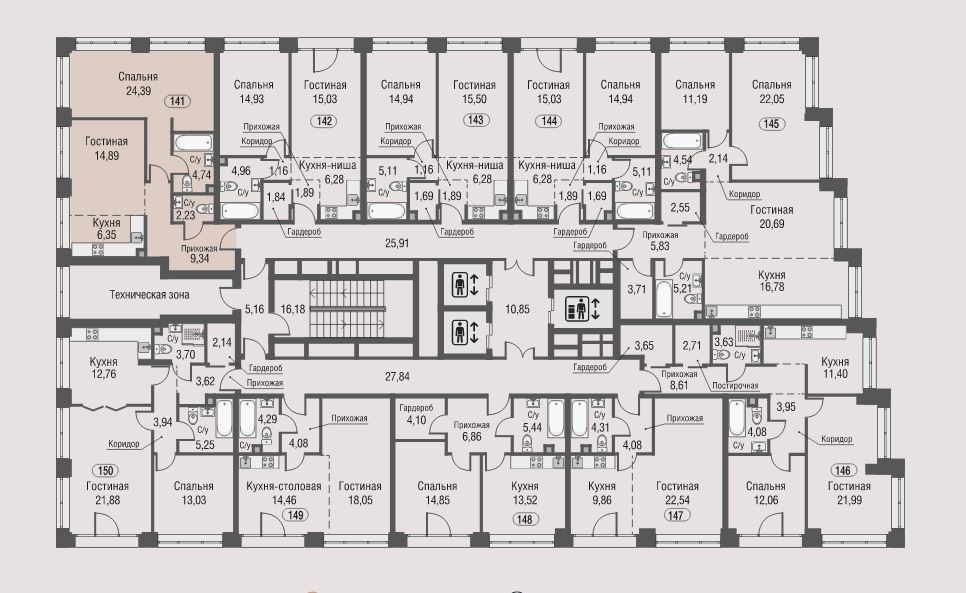 Спальня
24,39
141
Гостиная
14,89
С/у
4,74
С/у
2,23
Кухня
6,35
Прихожая
9,34
Спальня
14,93
Гостиная
15,03
142
Прихожая
Коридор
4,96
С/у
1,16
Кухня-ниша
6,28
1,84
1,89
Гардероб
Спальня
14,94
Гостиная
15,50
143
Прихожая
Коридор
5,11
С/у
1,16
Кухня-ниша
6,28
1,69
1,89
Гардероб
Гостиная
15,03
144
Спальня
14,94
Прихожая
Коридор
Кухня-ниша
6,28
1,16
5,11
С/у
1,89
1,69
Гардероб
Спальня
11,19
Спальня
22,05
145
С/у
4,54
2,14
Коридор
2,55
Гостиная
20,69
Прихожая
5,83
Гардероб
Гардероб
3,71
С/у
5,21
Кухня
16,78
25,91
Техническая зона
5,16
16,18
10,85
27,84
Кухня
12,76
С/у
3,70
2,14
Гардероб
Прихожая
3,62
3,94
Коридор
С/у
5,25
150
Гостиная
21,88
Спальня
13,03
4,29
С/у
4,08
Прихожая
Кухня-столовая
14,46
149
Гостиная
18,05
Гардероб
4,10
Прихожая
6,86
5,44
С/у
Спальня
14,85
Кухня
13,52
148
С/у
4,31
4,08
Прихожая
Кухня
9,86
Гостиная
22,54
147
3,65
Гардероб
2,71
Прихожая
8,61
Постирочная
3,63
С/у
Кухня
11,40
3,95
4,08
С/у
Коридор
Спальня
12,06
146
Гостиная
21,99